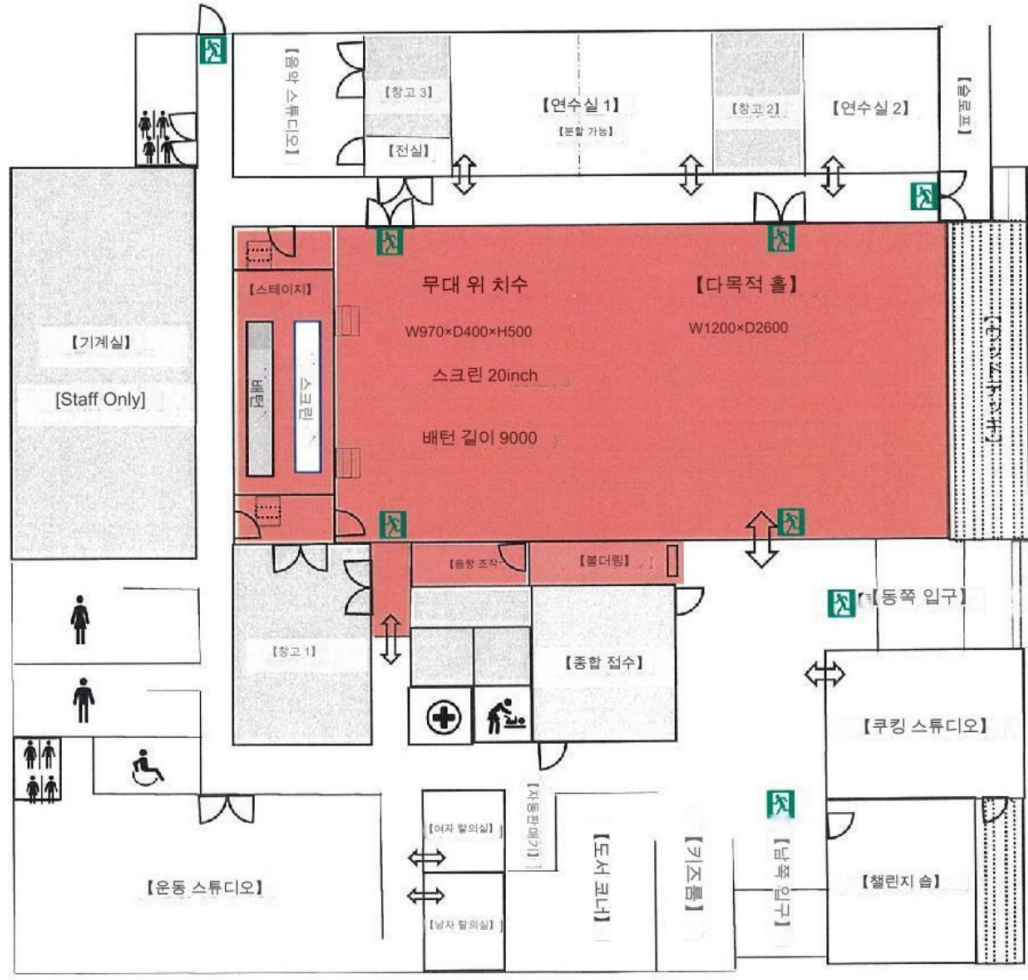 【음악 스튜디오】
【창고 3】
【전실】
【연수실 1】
【분할 가능】
【창고 2】
【연수실 2】
【슬로프】
【기계실】
[Staff Only]
【스테이지】
배턴
스크린
무대 위 치수
W970×D400×H500
스크린 20inch
배턴 길이 9000
【다목적 홀】
W1200×D2600
【음향 조작
【볼더링】
【동쪽 입구】
【창고 1】
【종합 접수】
【쿠킹 스튜디오】
【자동판매기】
【여자 탈의실】
【남자 탈의실】
【운동 스튜디오】
【도서 코너】
【키즈룸】
【남쪽 입구】
【챌린지 숍】